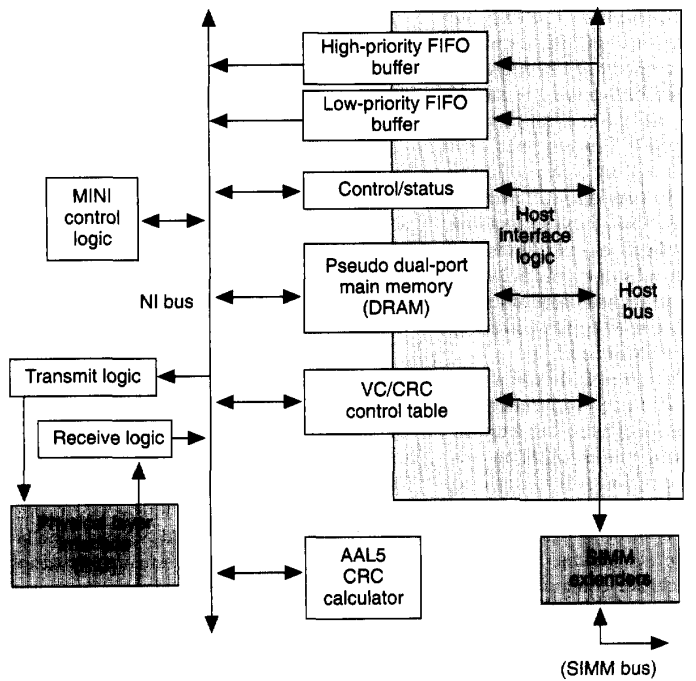 High-priority FIFO
buffer
Low-priority FIFO
buffer
MINI
control
logic
Control/status
Host
interface
logic
Pseudo dual-port
main memory
(DRAM)
NI bus
Host
bus
Transmit logic
VC/CRC
control table
Receive logic
AAL5
CRC
calculator
SIMM
extenders
(SIMM bus)